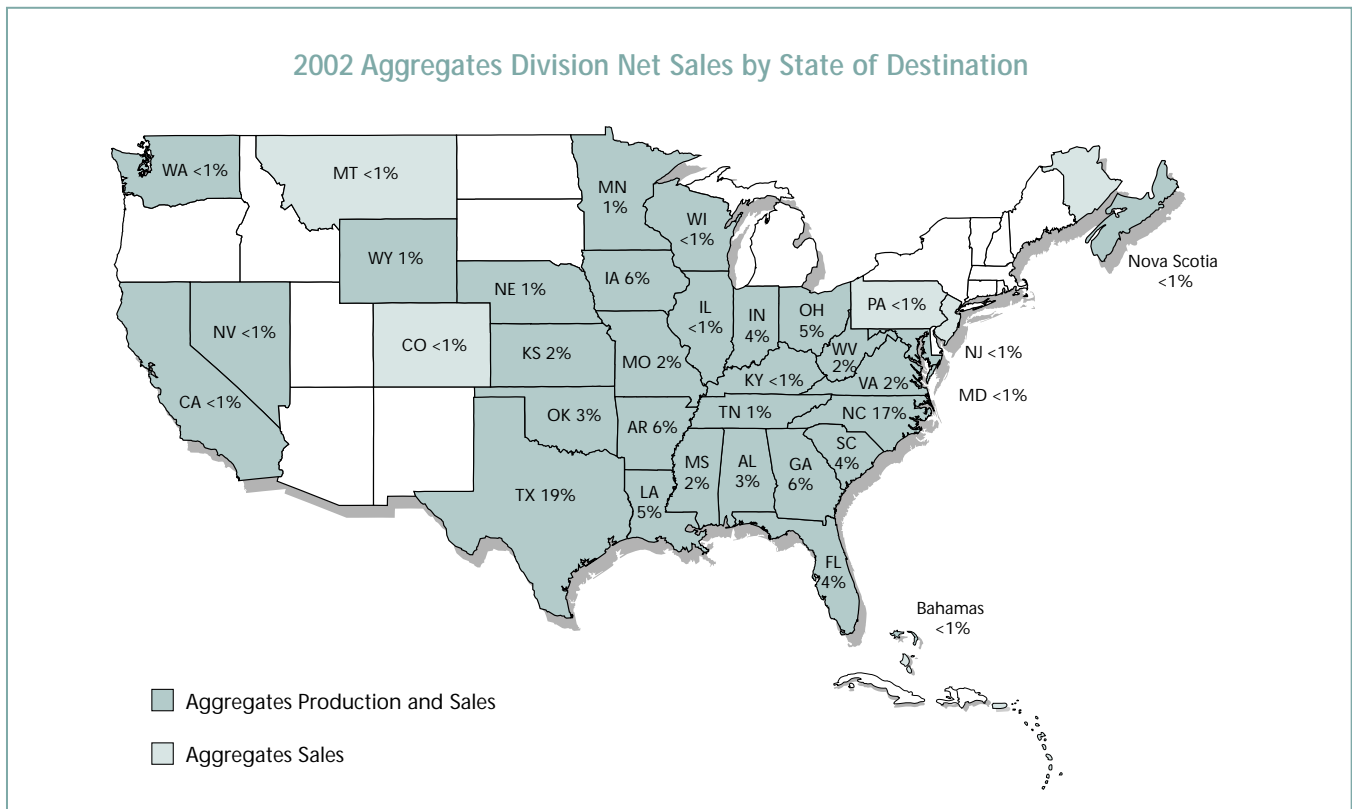 2002 Aggregates Division Net Sales by State of Destination
WA <1%
MT <1%
MN
1%
WI
<1%
Nova Scotia
<1%
WY 1%
IA 6%
NE 1%
PA <1%
NV <1%
IL
<1%
IN
4%
OH
5%
CO <1%
KS 2%
MO 2%
WV
2%
NJ <1%
KY <1%
VA 2%
MD <1%
CA <1%
OK 3%
AR 6%
TN 1%
NC 17%
SC
4%
MS
2%
AL
3%
GA
6%
TX 19%
LA
5%
FL
4%
Bahamas
<1%
Aggregates Production and Sales
Aggregates Sales